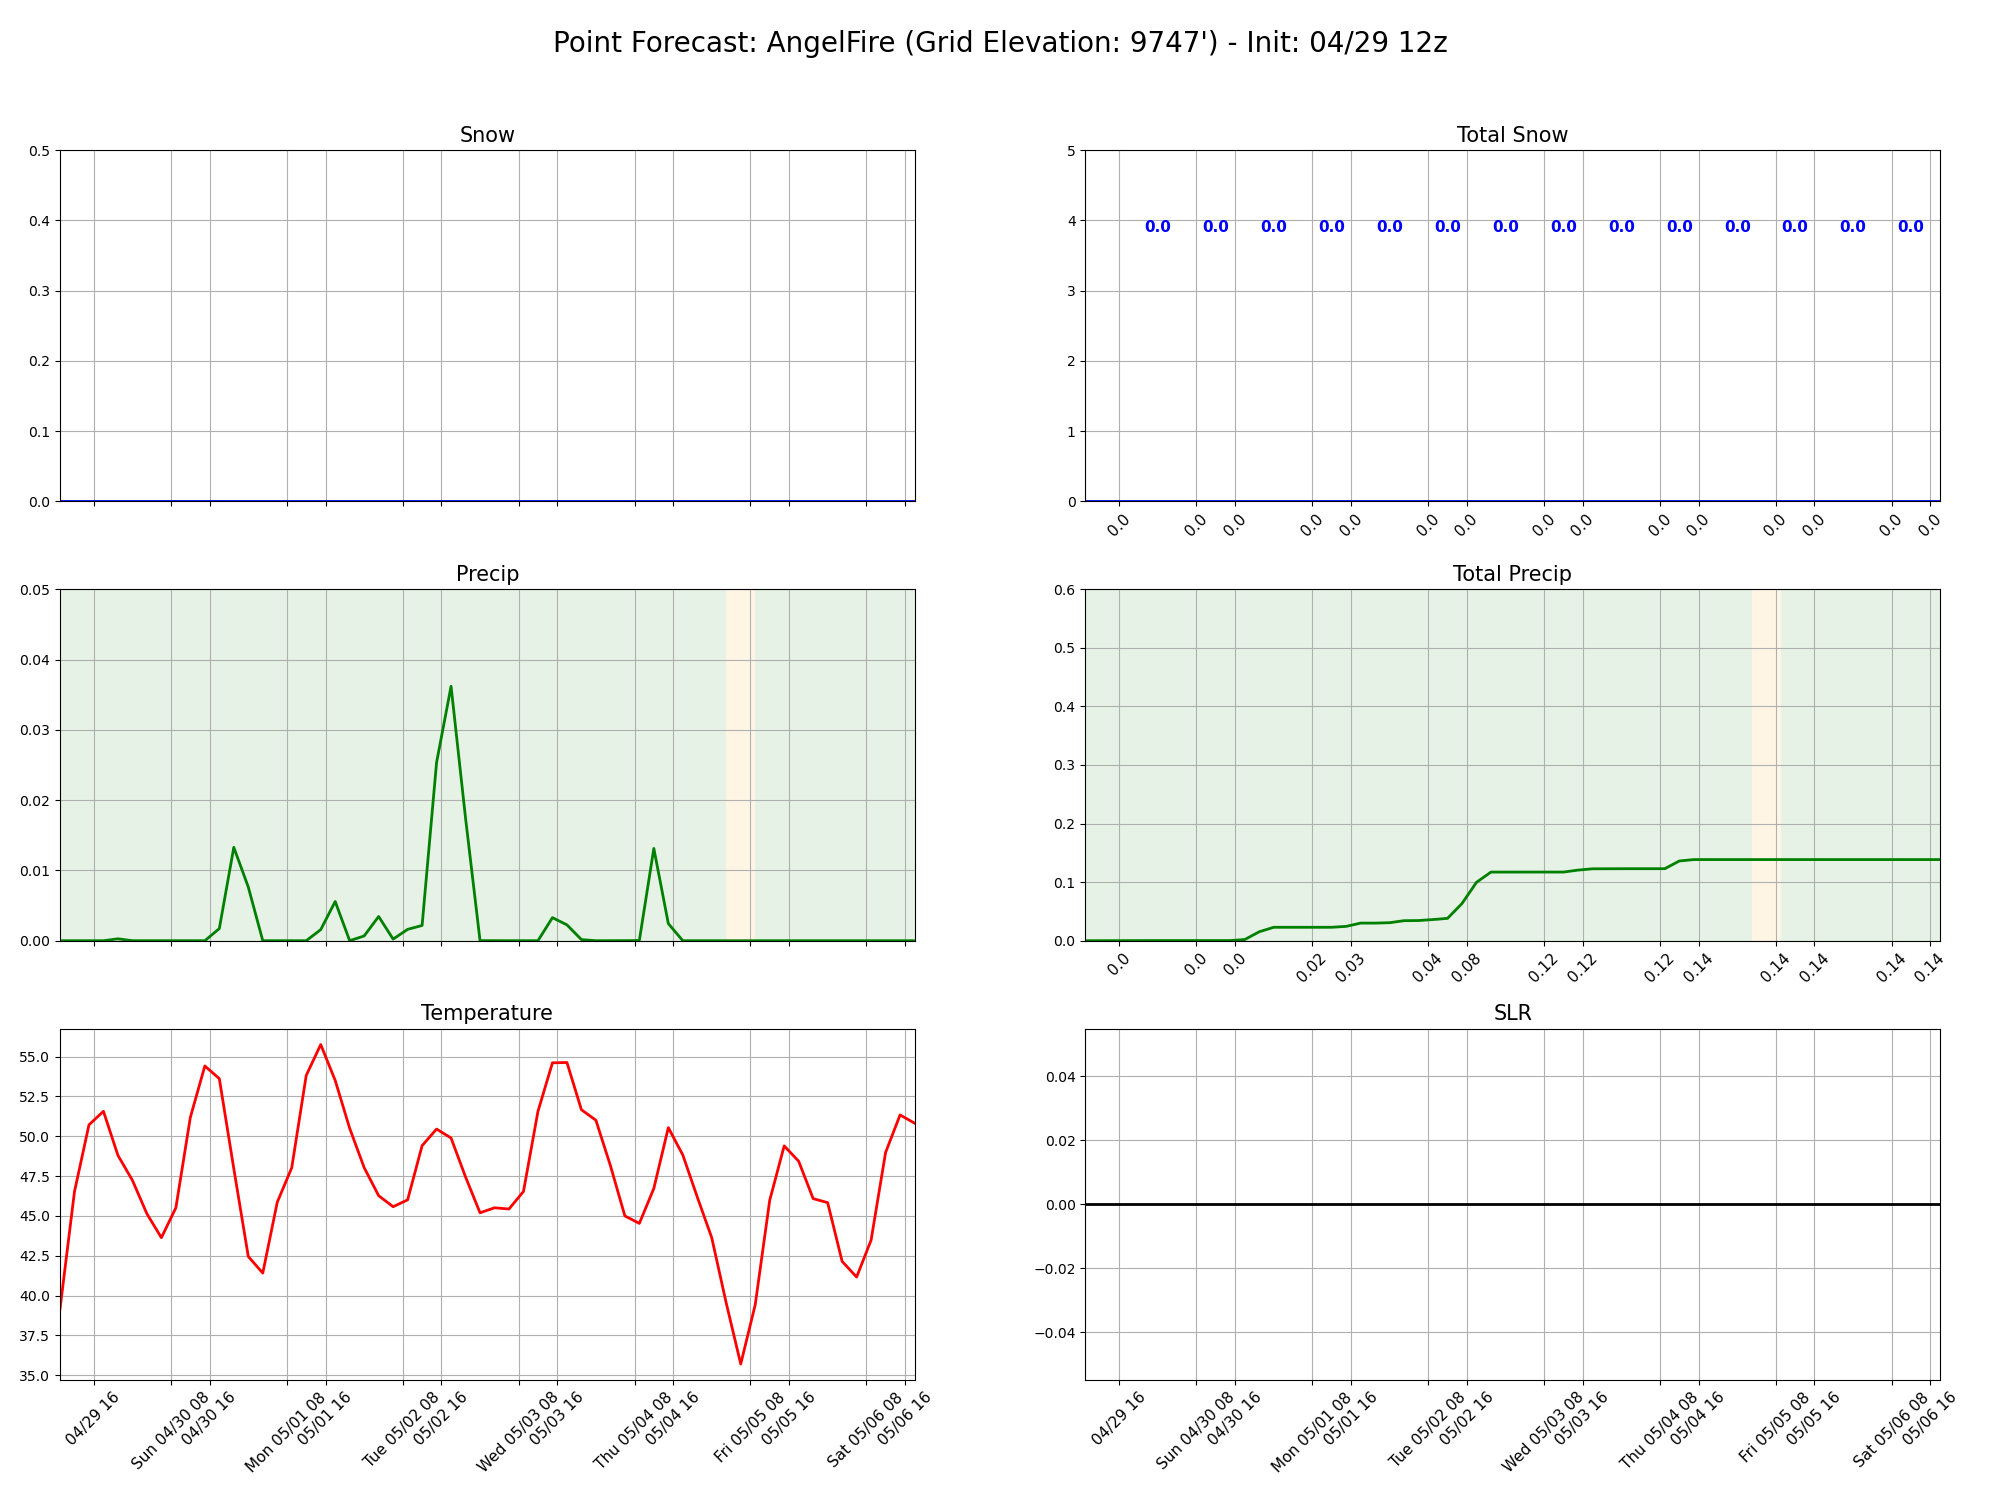 Point Forecast: AngelFire (Grid Elevation: 9747') - Init: 04/29 12z
Snow
0.5
0.4
0.3
0.2
0.1
0.0
Total Snow
5
4
3
2
1
0
0.0 0.0 0.0 0.0 0.0 0.0 0.0 0.0 0.0 0.0 0.0 0.0 0.0 0.0
0.0 0.0 0.0 0.0 0.0 0.0 0.0 0.0 0.0 0.0 0.0 0.0 0.0 0.0 0.0
Precip
0.05
0.04
0.03
0.02
0.01
0.00
Total Precip
0.6
0.5
0.4
0.3
0.2
0.1
0.0
0.0 0.0 0.0 0.02 0.03 0.04 0.08 0.12 0.12 0.12 0.14 0.14 0.14 0.14 0.14
Temperature
55.0
52.5
50.0
47.5
45.0
42.5
40.0
37.5
35.0
04/29 16
Sun 04/30 08
04/30 16
Mon 05/01 08
05/01 16
Tue 05/02 08
05/02 16
Wed 05/03 08
05/03 16
Thu 05/04 08
05/04 16
Fri 05/05 08
05/05 16
Sat 05/06 08
05/06 16
SLR
0.04
0.02
0.00
−0.02
−0.04
04/29 16
Sun 04/30 08
04/30 16
Mon 05/01 08
05/01 16
Tue 05/02 08
05/02 16
Wed 05/03 08
05/03 16
Thu 05/04 08
05/04 16
Fri 05/05 08
05/05 16
Sat 05/06 08
05/06 16